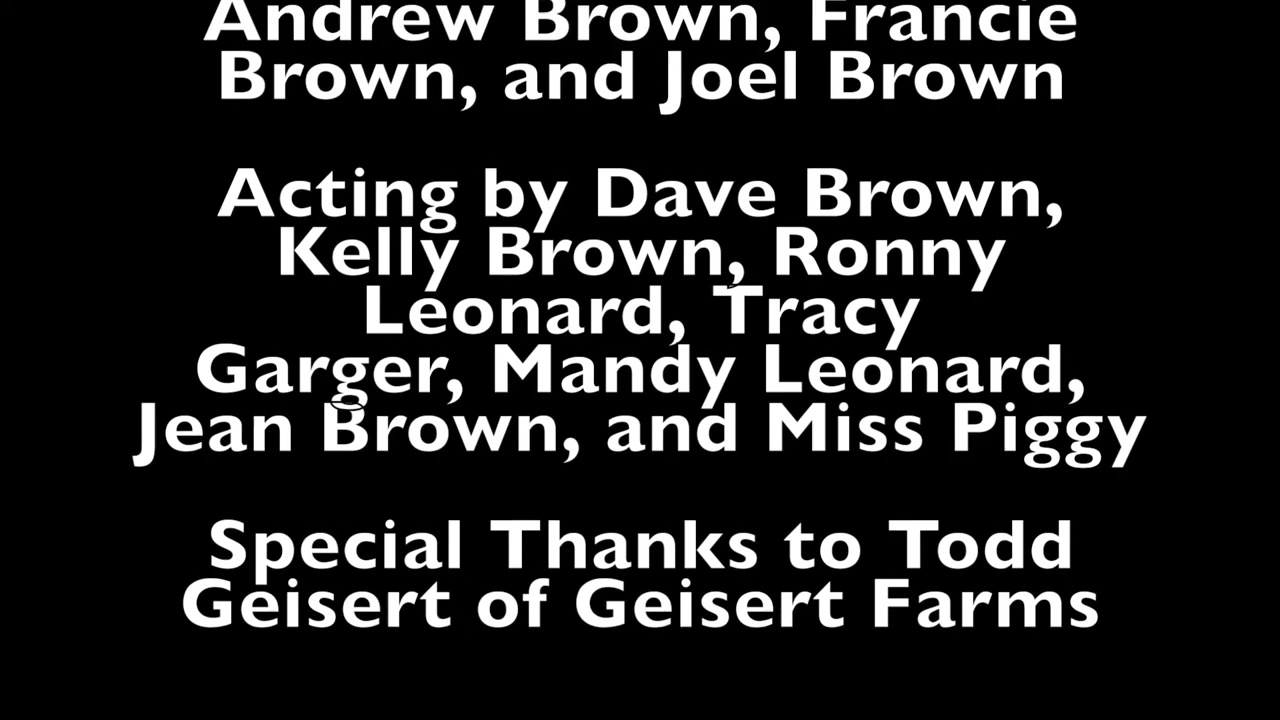 Andrew Brown, Francie
Brown, and Joel Brown
Acting by Dave Brown,
Kelly Brown, Ronny
Leonard, Tracy
Garger, Mandy Leonard,
Jean Brown, and Miss Piggy
Special Thanks to Todd
Geisert of Geisert Farms